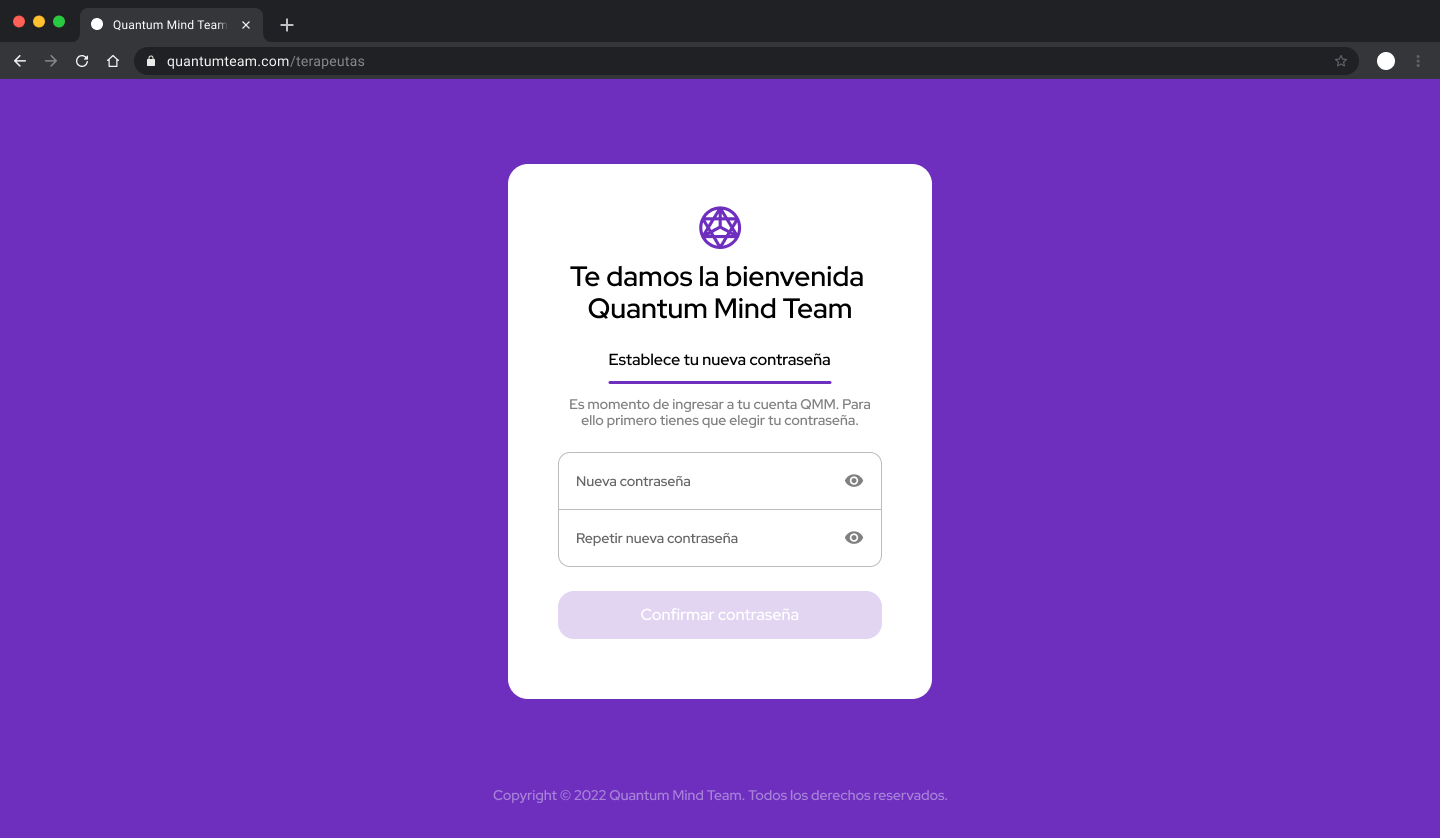 Quantum Mind Team
quantumteam.com/terapeutas
Te damos la bienvenida
Quantum Mind Team
Establece tu nueva contraseña
Es momento de ingresar a tu cuenta QMM. Para
ello primero tienes que elegir tu contraseña.
Nueva contraseña
Repetir nueva contraseña
Confirmar contraseña
Copyright © 2022 Quantum Mind Team. Todos los derechos reservados.